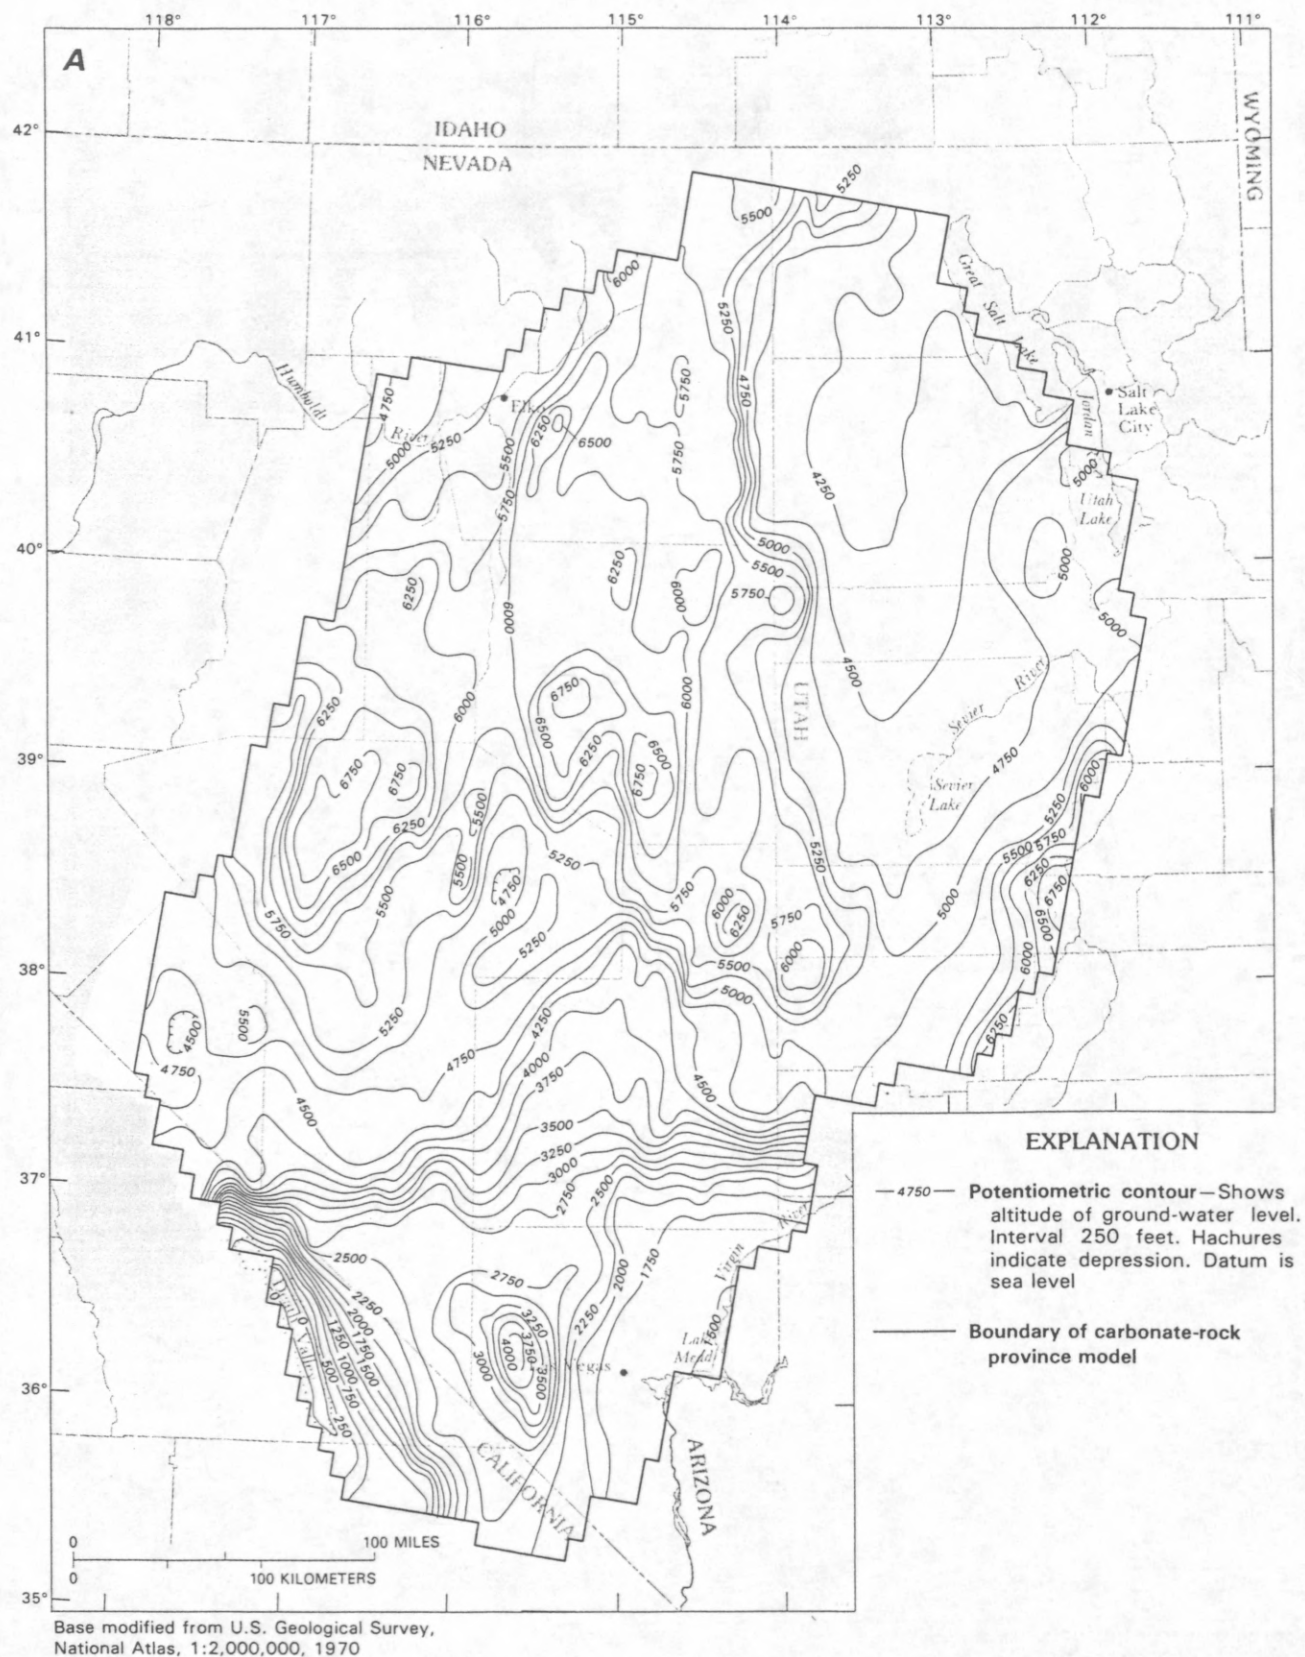 118° 117° 116° 115° 114° 113° 112° 111°
A
42°
IDAHO
NEVADA
WYOMING
5250
5500
6000
Great Salt Lake
5250
41°
Humboldt
River
4750
5000
5250
Elko
5500
6250
6500
5750
5750
4750
Salt
Lake
City
Jordan
5750
4250
5000
Utah
Lake
40°
5000
5500
5750
6250
6250
6000
6000
5000
5000
4500
UTAH
Sevier
River
6750
6500
6250
6000
6000
6250
6500
6750
39°
6750
6750
4750
Sevier
Lake
6000
5500
6250
6500
5500
4750
5250
5250
5250
5500
5750
6250
6750
6500
5750
5500
5000
5250
5750
6000
6250
5750
6000
5000
6000
38°
5500
5000
5250
4500
5500
4750
4250
4750
4000
3750
4500
6250
4500
3500
3250
3000
2750
2500
37°
EXPLANATION
—4750— Potentiometric contour—Shows
altitude of ground-water level.
Interval 250 feet. Hachures
indicate depression. Datum is
sea level
Boundary of carbonate-rock
province model
2500
2750
2000
1750
Virgin
River
Death Valley
0
0
2250
2000
1750
1500
1250
1000
750
500
250
3250
3750
4000
3500
3000
2250
Las Vegas
Lake
Mead
1500
36°
CALIFORNIA
ARIZONA
0 100 MILES
0 100 KILOMETERS
35°
Base modified from U.S. Geological Survey,
National Atlas, 1:2,000,000, 1970